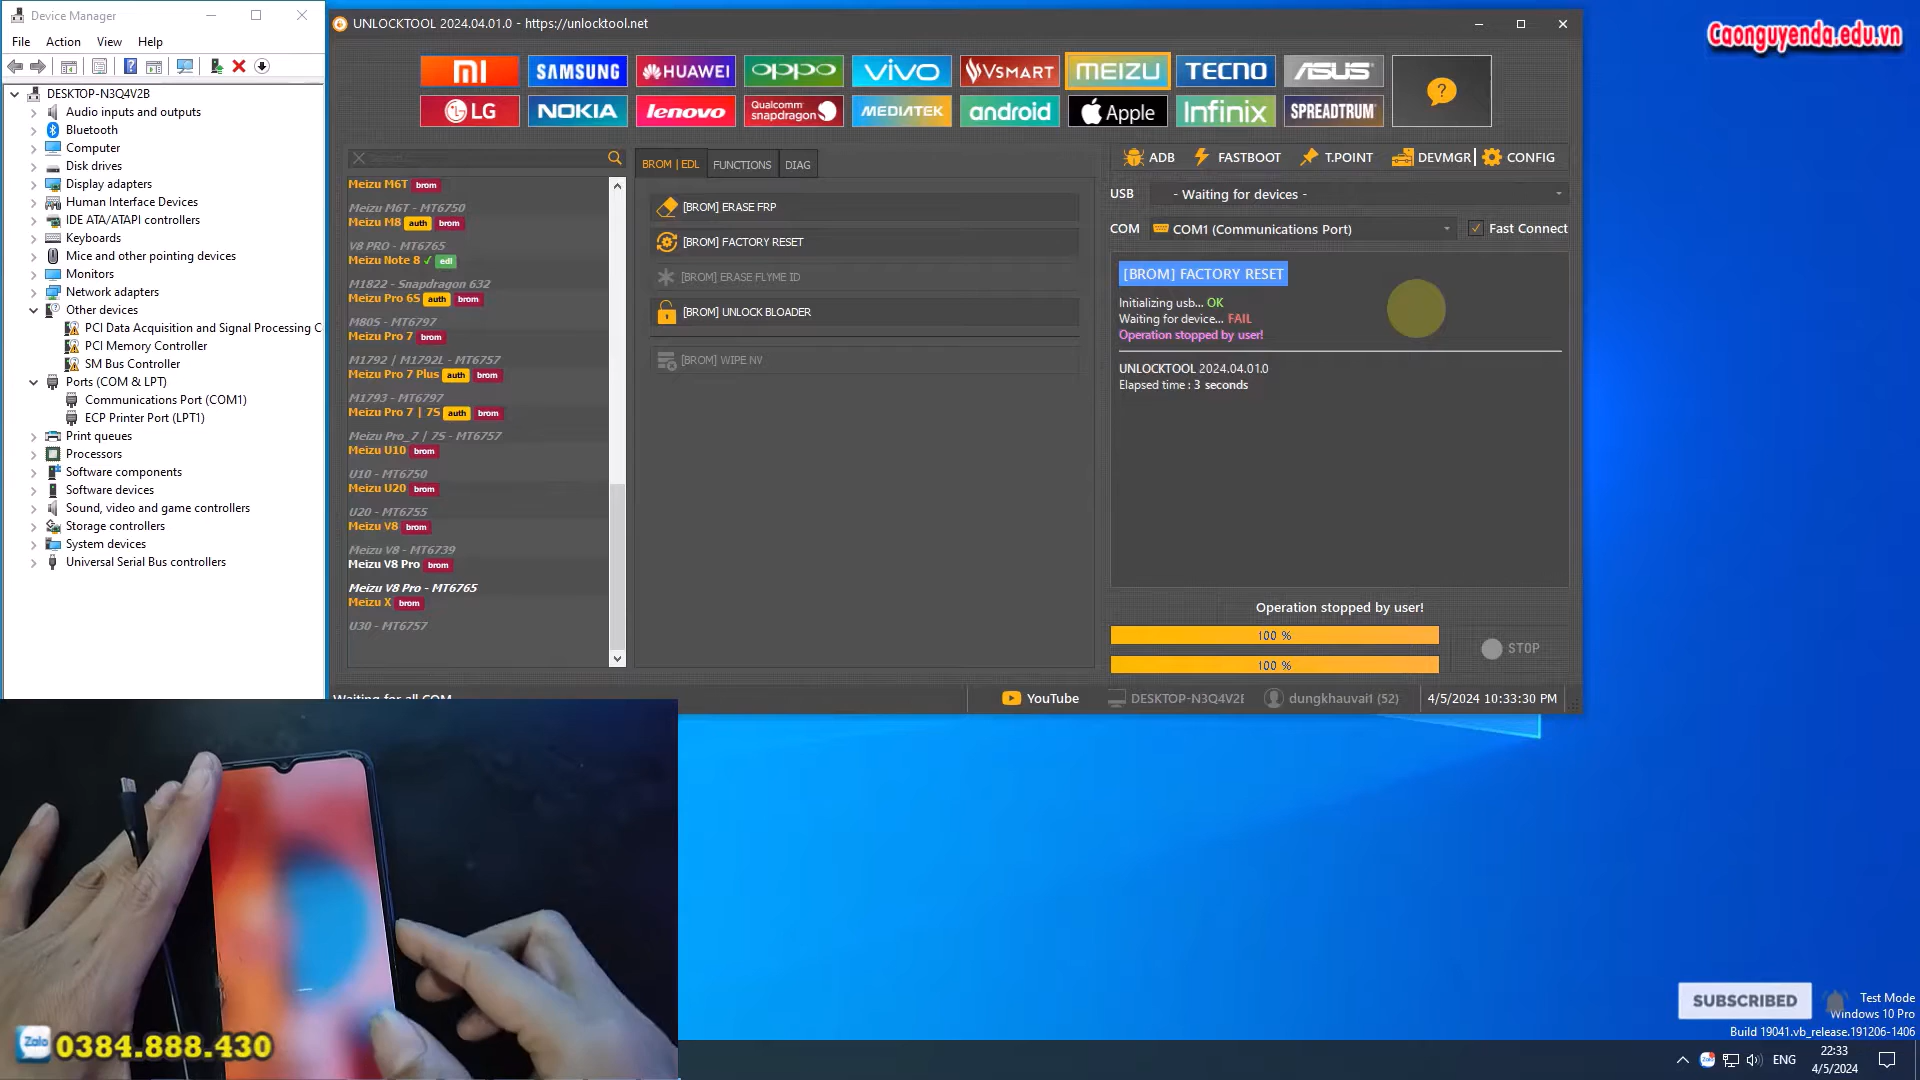 Device Manager
File Action View Help
DESKTOP-N3Q4V2B
Audio inputs and outputs
Bluetooth
Computer
Disk drives
Display adapters
Human Interface Devices
IDE ATA/ATAPI controllers
Keyboards
Mice and other pointing devices
Monitors
Network adapters
Other devices
PCI Data Acquisition and Signal Processing C
PCI Memory Controller
SM Bus Controller
Ports (COM & LPT)
Communications Port (COM1)
ECP Printer Port (LPT1)
Print queues
Processors
Software components
Software devices
Sound, video and game controllers
Storage controllers
System devices
Universal Serial Bus controllers
UNLOCKTOOL 2024.04.01.0 - https://unlocktool.net
MI SAMSUNG HUAWEI OPPO VIVO VSMART MEIZU TECNO ASUS ?
LG NOKIA lenovo Qualcomm snapdragon MEDIATEK android Apple Infinix SPREADTRUM
Meizu M6T brom
Meizu M6T - MT6750
Meizu M8 auth brom
V8 PRO - MT6765
Meizu Note 8 ✓ edl
M1822 - Snapdragon 632
Meizu Pro 6S auth brom
M80S - MT6797
Meizu Pro 7 brom
M1792 | M1792L - MT6757
Meizu Pro 7 Plus auth brom
M1793 - MT6797
Meizu Pro 7 | 7S auth brom
Meizu Pro_7 | 7S - MT6757
Meizu U10 brom
U10 - MT6750
Meizu U20 brom
U20 - MT6755
Meizu V8 brom
Meizu V8 - MT6739
Meizu V8 Pro brom
Meizu V8 Pro - MT6765
Meizu X brom
U30 - MT6757
BROM | EDL FUNCTIONS DIAG
[BROM] ERASE FRP
[BROM] FACTORY RESET
[BROM] ERASE FLYME ID
[BROM] UNLOCK BLOADER
[BROM] WIPE NV
ADB FASTBOOT T.POINT DEVMGR CONFIG
USB - Waiting for devices -
COM COM1 (Communications Port) Fast Connect
[BROM] FACTORY RESET
Initializing usb... OK
Waiting for device... FAIL
Operation stopped by user!
UNLOCKTOOL 2024.04.01.0
Elapsed time : 3 seconds
Operation stopped by user!
100 %
STOP
100 %
Waiting for all COM
YouTube DESKTOP-N3Q4V2 dungkhauvai1 (52) 4/5/2024 10:33:30 PM
Caonguyenda.edu.vn
Zalo 0384.888.430
SUBSCRIBED
Test Mode
Windows 10 Pro
Build 19041.vb_release.191206-1406
ENG 22:33
4/5/2024